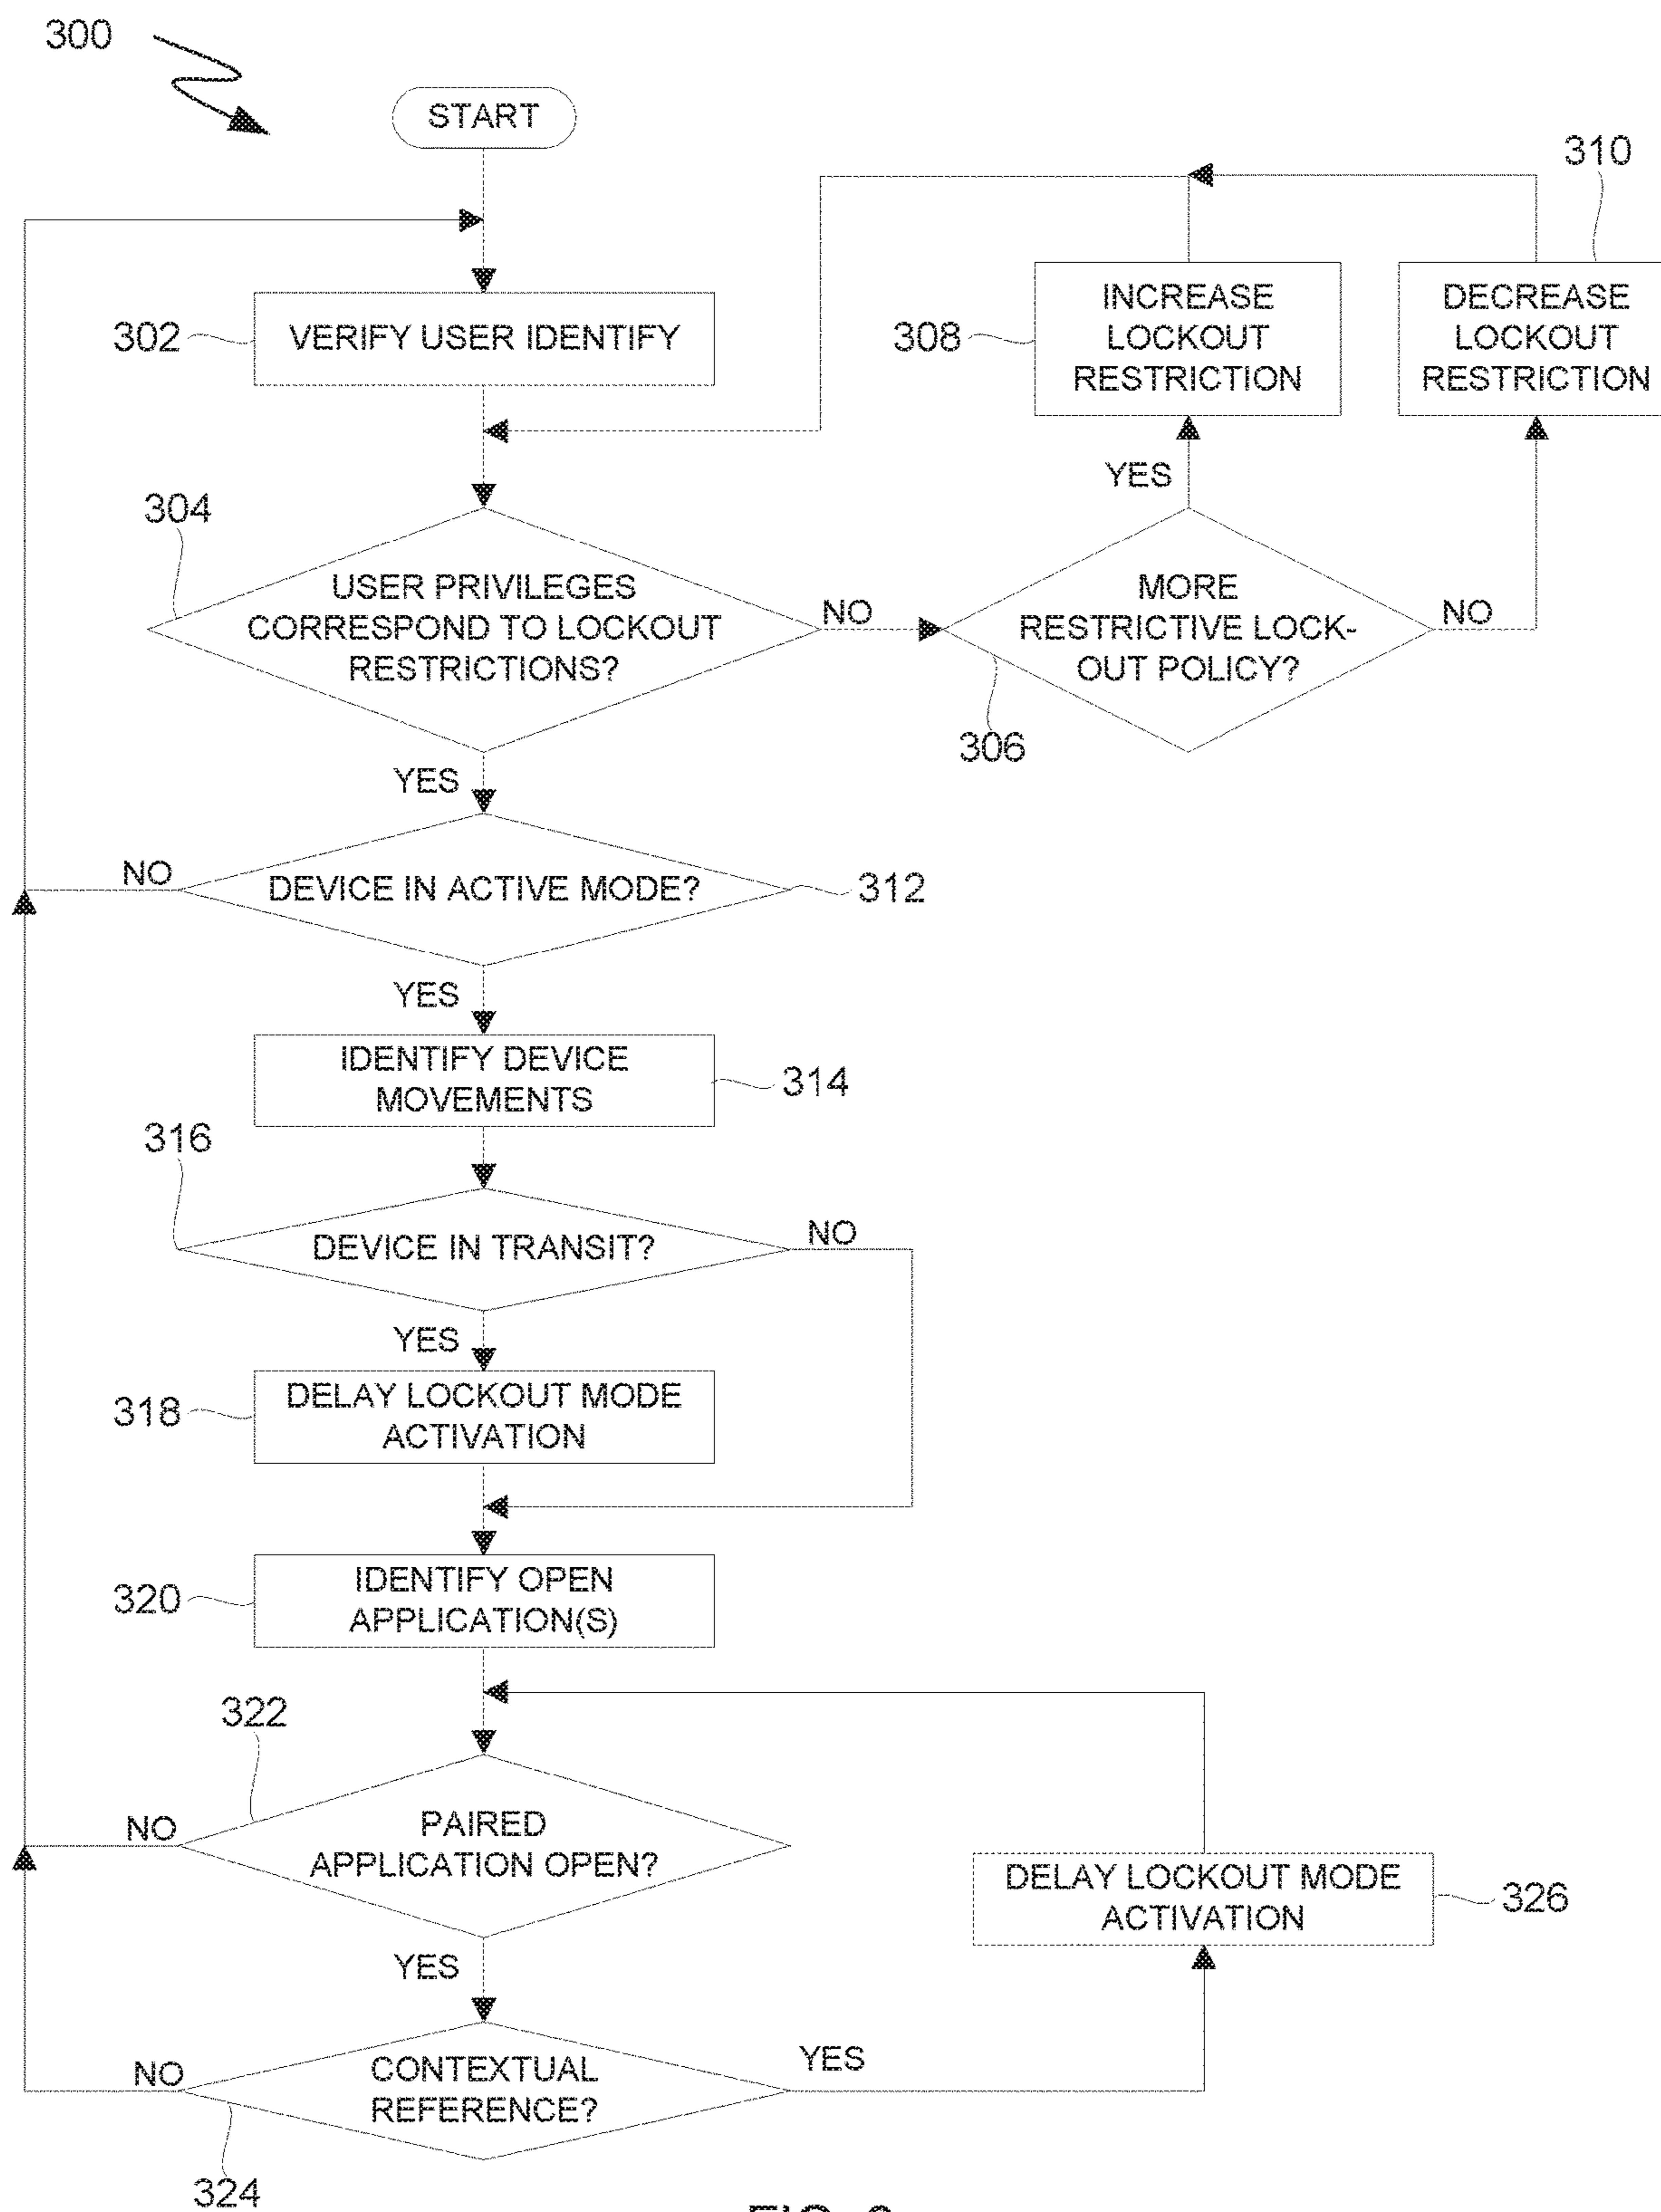 300
START
310
302
VERIFY USER IDENTIFY
308
INCREASE
LOCKOUT
RESTRICTION
DECREASE
LOCKOUT
RESTRICTION
YES
304
USER PRIVILEGES
CORRESPOND TO LOCKOUT
RESTRICTIONS?
NO
MORE
RESTRICTIVE LOCK-
OUT POLICY?
NO
306
YES
NO
DEVICE IN ACTIVE MODE?
312
YES
IDENTIFY DEVICE
MOVEMENTS
314
316
DEVICE IN TRANSIT?
NO
YES
318
DELAY LOCKOUT MODE
ACTIVATION
320
IDENTIFY OPEN
APPLICATION(S)
322
NO
PAIRED
APPLICATION OPEN?
DELAY LOCKOUT MODE
ACTIVATION
326
YES
NO
CONTEXTUAL
REFERENCE?
YES
324